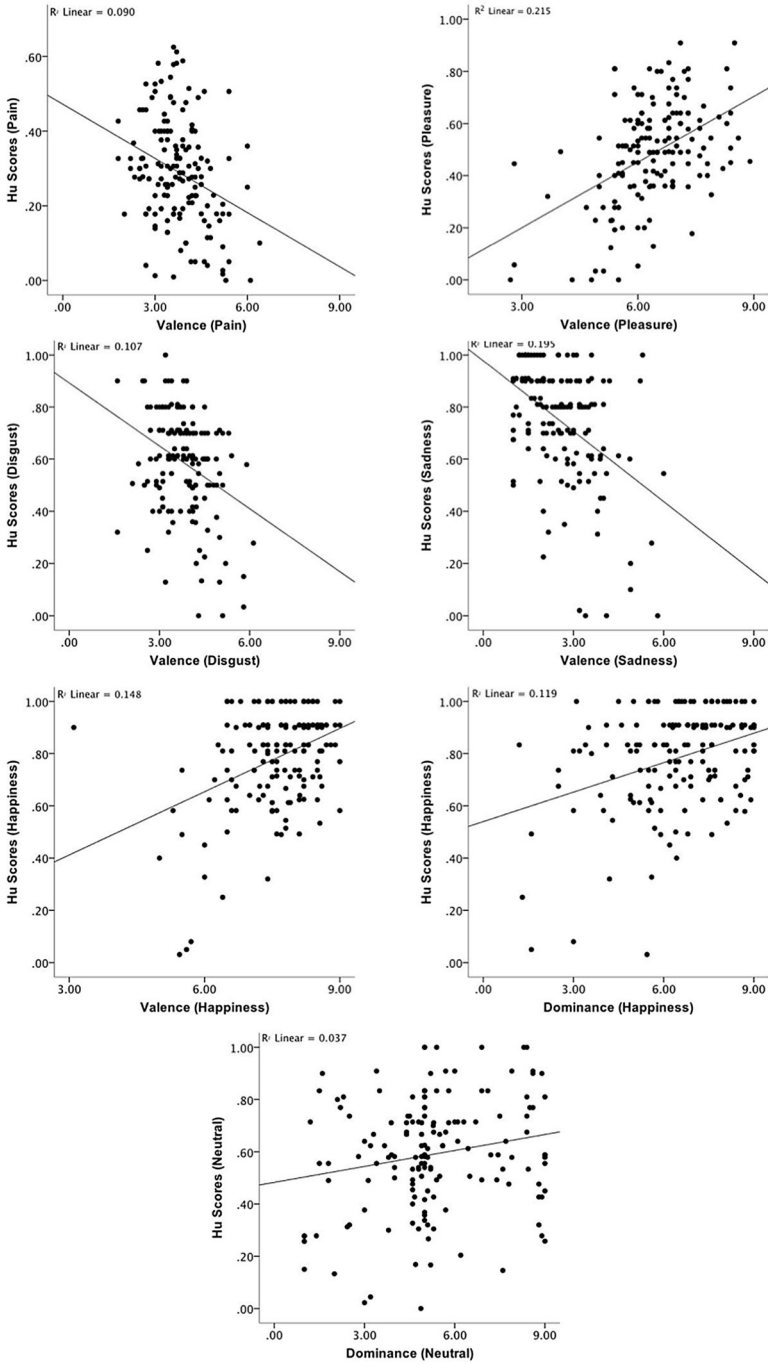 R² Linear = 0.090
.60
.40
.20
.00
.00 3.00 6.00 9.00
Hu Scores (Pain)
Valence (Pain)
R² Linear = 0.215
1.00
.80
.60
.40
.20
.00
3.00 6.00 9.00
Hu Scores (Pleasure)
Valence (Pleasure)
R² Linear = 0.107
1.00
.80
.60
.40
.20
.00
.00 3.00 6.00 9.00
Hu Scores (Disgust)
Valence (Disgust)
R² Linear = 0.195
1.00
.80
.60
.40
.20
.00
.00 3.00 6.00 9.00
Hu Scores (Sadness)
Valence (Sadness)
R² Linear = 0.148
1.00
.80
.60
.40
.20
.00
3.00 6.00 9.00
Hu Scores (Happiness)
Valence (Happiness)
R² Linear = 0.119
1.00
.80
.60
.40
.20
.00
.00 3.00 6.00 9.00
Hu Scores (Happiness)
Dominance (Happiness)
R² Linear = 0.037
1.00
.80
.60
.40
.20
.00
.00 3.00 6.00 9.00
Hu Scores (Neutral)
Dominance (Neutral)